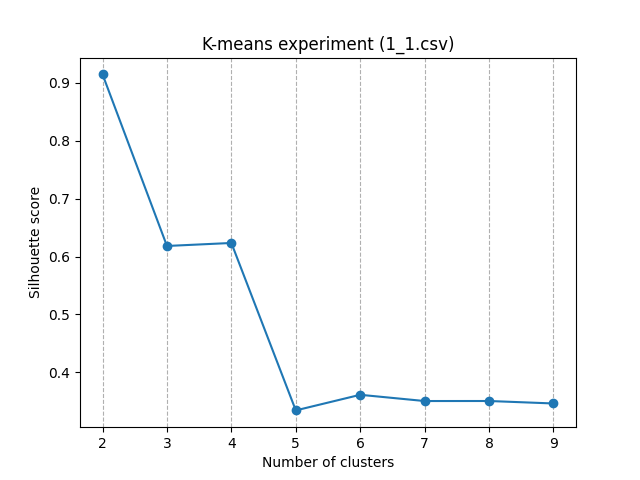 K-means experiment (1_1.csv)
0.9
0.8
0.7
0.6
0.5
0.4
Silhouette score
2 3 4 5 6 7 8 9
Number of clusters